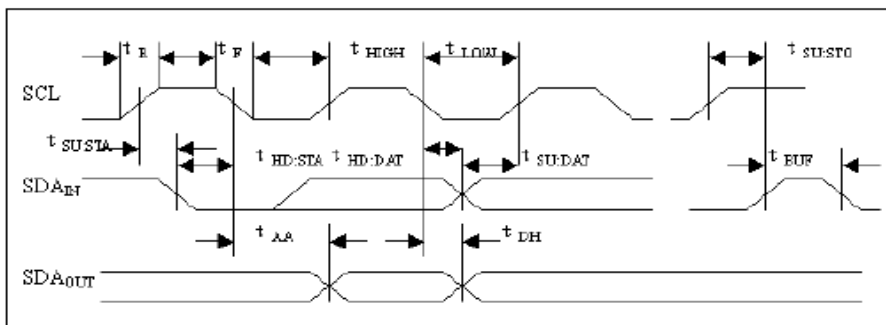 t R t F t HIGH t LOW t SU:STO
SCL
t SU:STA t HD:STA t HD:DAT t SU:DAT t BUF
SDA IN
t AA t DH
SDA OUT